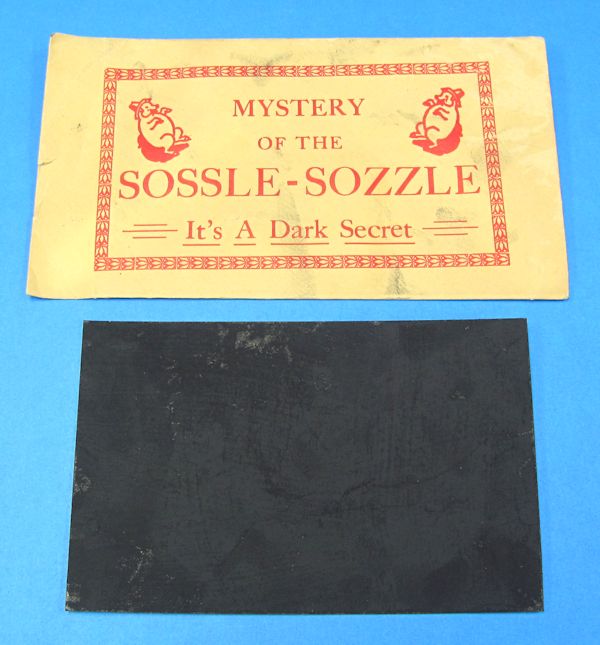 MYSTERY
OF THE
SOSSLE-SOZZLE
It's A Dark Secret